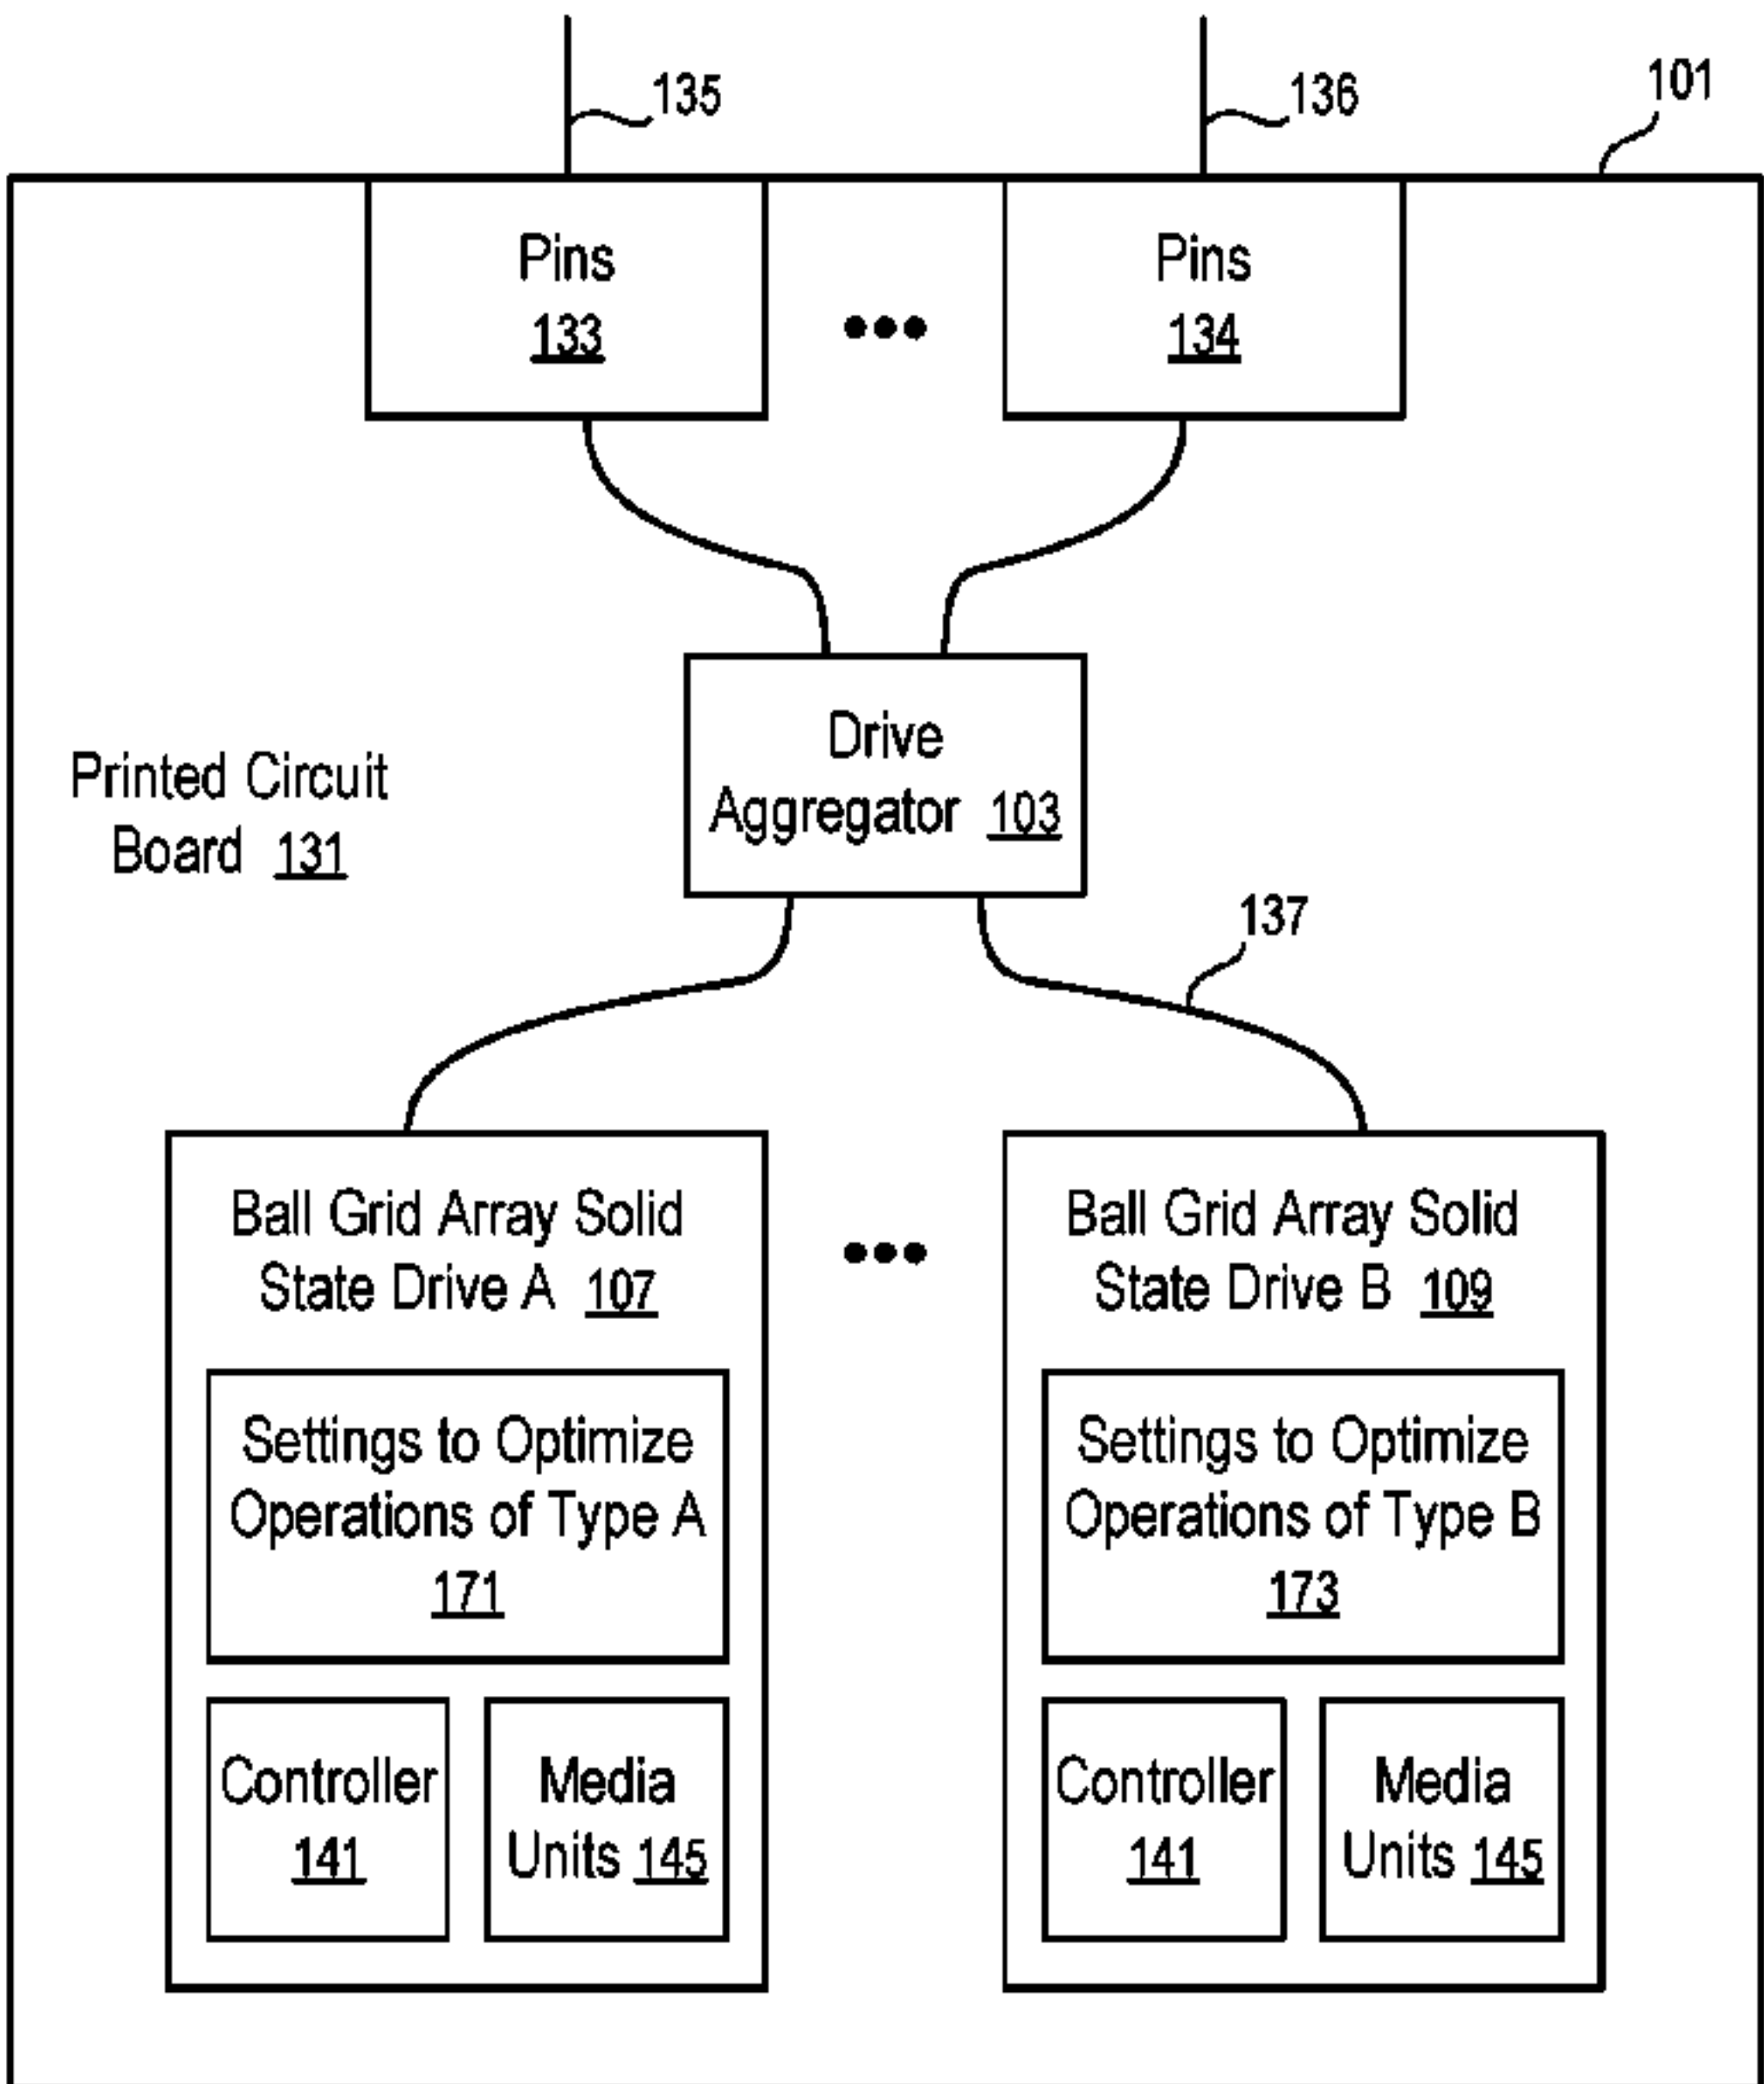 135
136
101
Pins
133
Pins
134
Drive
Aggregator 103
Printed Circuit
Board 131
137
Ball Grid Array Solid
State Drive A 107
Settings to Optimize
Operations of Type A
171
Controller
141
Media
Units 145
Ball Grid Array Solid
State Drive B 109
Settings to Optimize
Operations of Type B
173
Controller
141
Media
Units 145